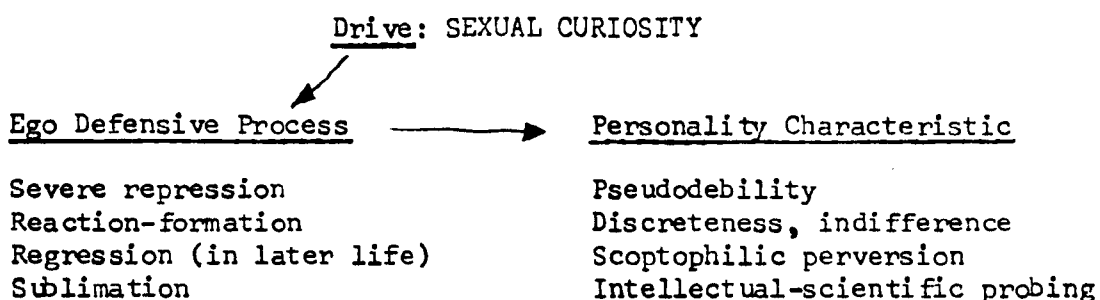 Drive: SEXUAL CURIOSITY
Ego Defensive Process Personality Characteristic
Severe repression Pseudodebility
Reaction-formation Discreteness, indifference
Regression (in later life) Scoptophilic perversion
Sublimation Intellectual-scientific probing